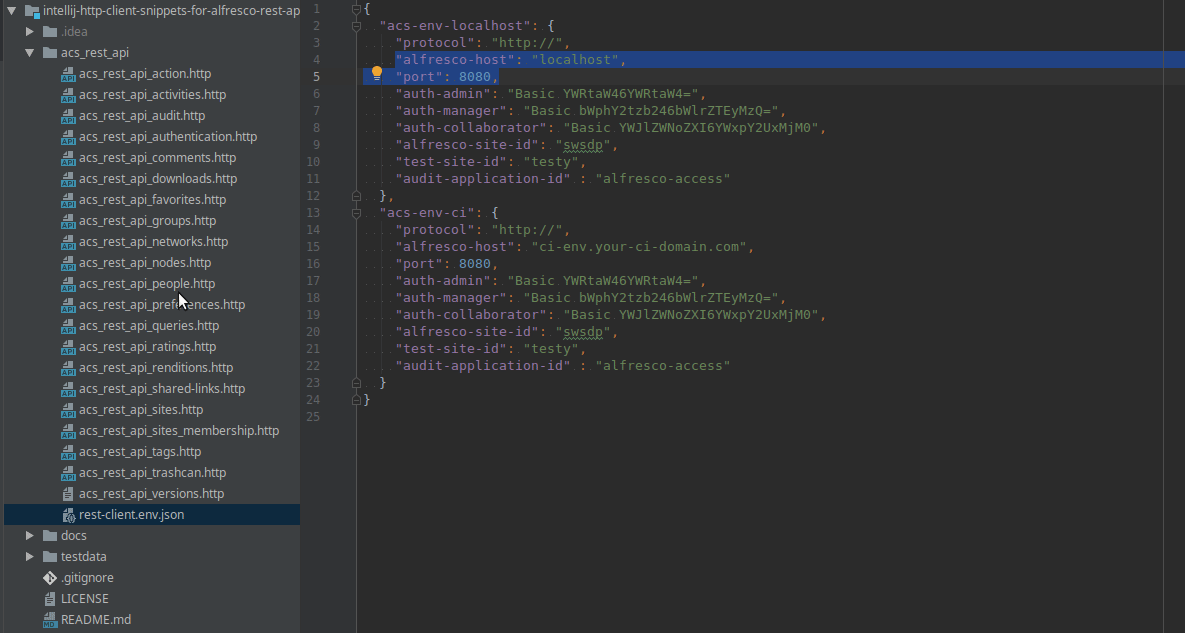 intellij-http-client-snippets-for-alfresco-rest-ap
.idea
acs_rest_api
acs_rest_api_action.http
acs_rest_api_activities.http
acs_rest_api_audit.http
acs_rest_api_authentication.http
acs_rest_api_comments.http
acs_rest_api_downloads.http
acs_rest_api_favorites.http
acs_rest_api_groups.http
acs_rest_api_networks.http
acs_rest_api_nodes.http
acs_rest_api_people.http
acs_rest_api_preferences.http
acs_rest_api_queries.http
acs_rest_api_ratings.http
acs_rest_api_renditions.http
acs_rest_api_shared-links.http
acs_rest_api_sites.http
acs_rest_api_sites_membership.http
acs_rest_api_tags.http
acs_rest_api_trashcan.http
acs_rest_api_versions.http
rest-client.env.json
docs
testdata
.gitignore
LICENSE
README.md
1 {
2 "acs-env-localhost": {
3 "protocol": "http://",
4 "alfresco-host": "localhost",
5 "port": 8080,
6 "auth-admin": "Basic YWRtaW46YWRtaW4=",
7 "auth-manager": "Basic bWphY2tzb246bWlrZTEyMzQ=",
8 "auth-collaborator": "Basic YWJlZWNoZXI6YWxpY2UxMjM0",
9 "alfresco-site-id": "swsdp",
10 "test-site-id": "testy",
11 "audit-application-id" : "alfresco-access"
12 },
13 "acs-env-ci": {
14 "protocol": "http://",
15 "alfresco-host": "ci-env.your-ci-domain.com",
16 "port": 8080,
17 "auth-admin": "Basic YWRtaW46YWRtaW4=",
18 "auth-manager": "Basic bWphY2tzb246bWlrZTEyMzQ=",
19 "auth-collaborator": "Basic YWJlZWNoZXI6YWxpY2UxMjM0",
20 "alfresco-site-id": "swsdp",
21 "test-site-id": "testy",
22 "audit-application-id" : "alfresco-access"
23 }
24 }
25